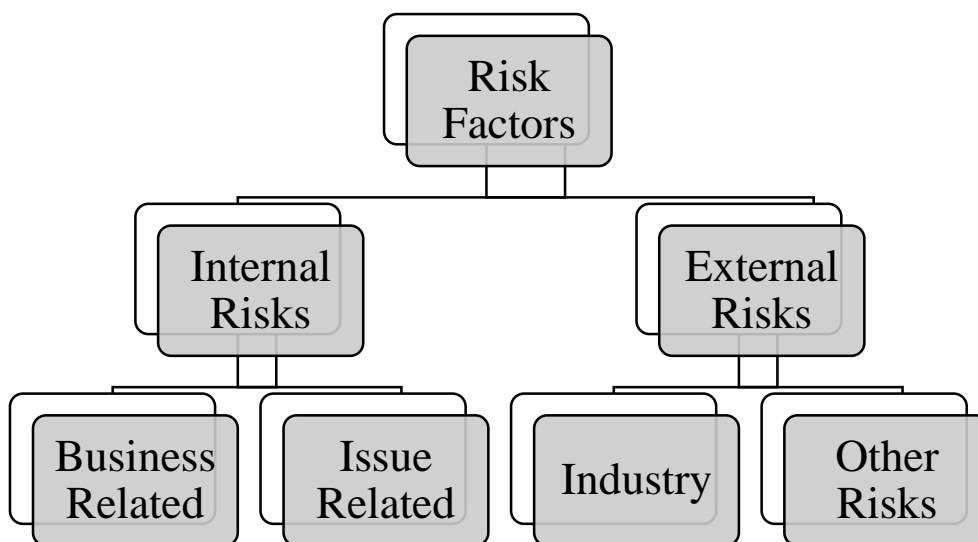 Risk
Factors
Internal
Risks
External
Risks
Business
Related
Issue
Related
Industry
Other
Risks